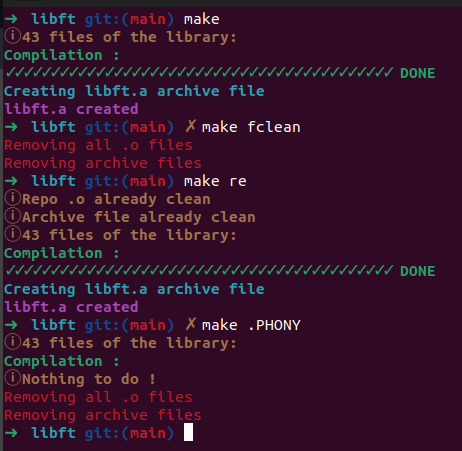 ➜ libft git:(main) make
ⓘ43 files of the library:
Compilation :
✓✓✓✓✓✓✓✓✓✓✓✓✓✓✓✓✓✓✓✓✓✓✓✓✓✓✓✓✓✓✓✓✓✓✓✓✓✓✓✓✓✓✓ DONE
Creating libft.a archive file
libft.a created
➜ libft git:(main) ✗ make fclean
Removing all .o files
Removing archive files
➜ libft git:(main) make re
ⓘRepo .o already clean
ⓘArchive file already clean
ⓘ43 files of the library:
Compilation :
✓✓✓✓✓✓✓✓✓✓✓✓✓✓✓✓✓✓✓✓✓✓✓✓✓✓✓✓✓✓✓✓✓✓✓✓✓✓✓✓✓✓✓ DONE
Creating libft.a archive file
libft.a created
➜ libft git:(main) ✗ make .PHONY
ⓘ43 files of the library:
Compilation :
ⓘNothing to do !
Removing all .o files
Removing archive files
➜ libft git:(main)